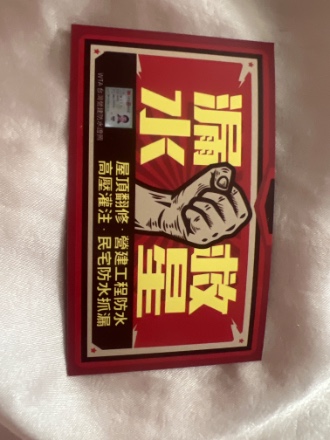 漏水
救星
屋頂翻修·營建工程防水
高壓灌注·民宅防水抓漏